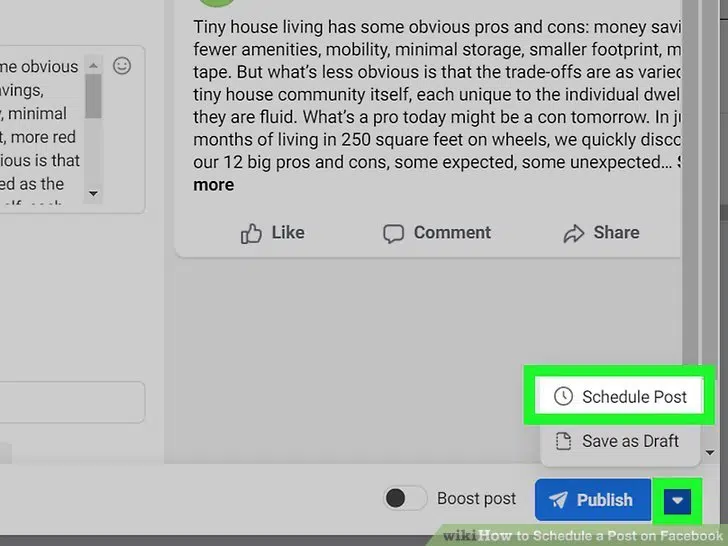 me obvious
vings,
minimal
t, more red
ious is that
ed as the
Tiny house living has some obvious pros and cons: money savi
fewer amenities, mobility, minimal storage, smaller footprint, m
tape. But what's less obvious is that the trade-offs are as varied
tiny house community itself, each unique to the individual dwel
they are fluid. What's a pro today might be a con tomorrow. In ju
months of living in 250 square feet on wheels, we quickly disco
our 12 big pros and cons, some expected, some unexpected...
more
Like
Comment
Share
Schedule Post
Save as Draft
Boost post
Publish
wikiHow to Schedule a Post on Facebook